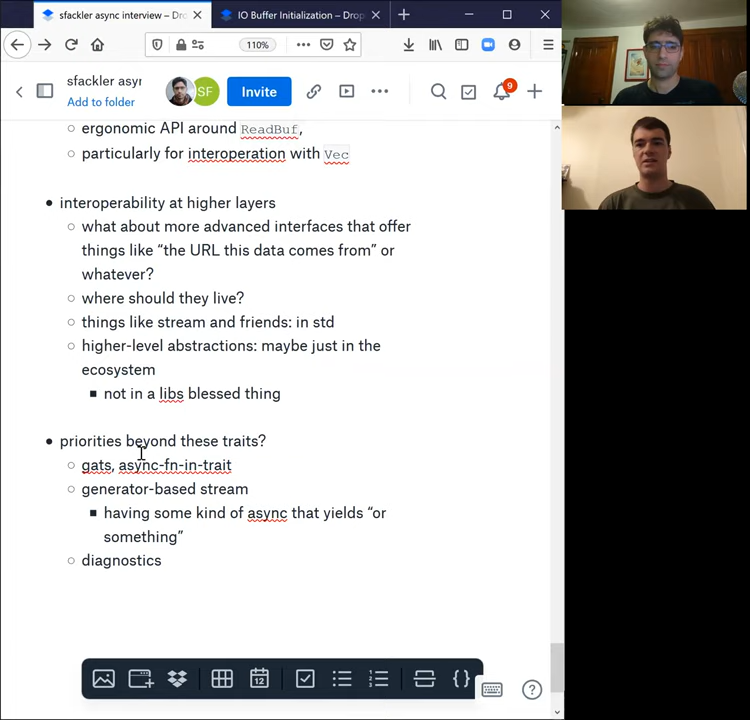 sfackler async interview – Dro
IO Buffer Initialization – Drop
110%
sfackler asyn
Add to folder
SF
Invite
9
ergonomic API around ReadBuf,
particularly for interoperation with Vec
interoperability at higher layers
what about more advanced interfaces that offer
things like “the URL this data comes from” or
whatever?
where should they live?
things like stream and friends: in std
higher-level abstractions: maybe just in the
ecosystem
not in a libs blessed thing
priorities beyond these traits?
gats, async-fn-in-trait
generator-based stream
having some kind of async that yields “or
something”
diagnostics
12